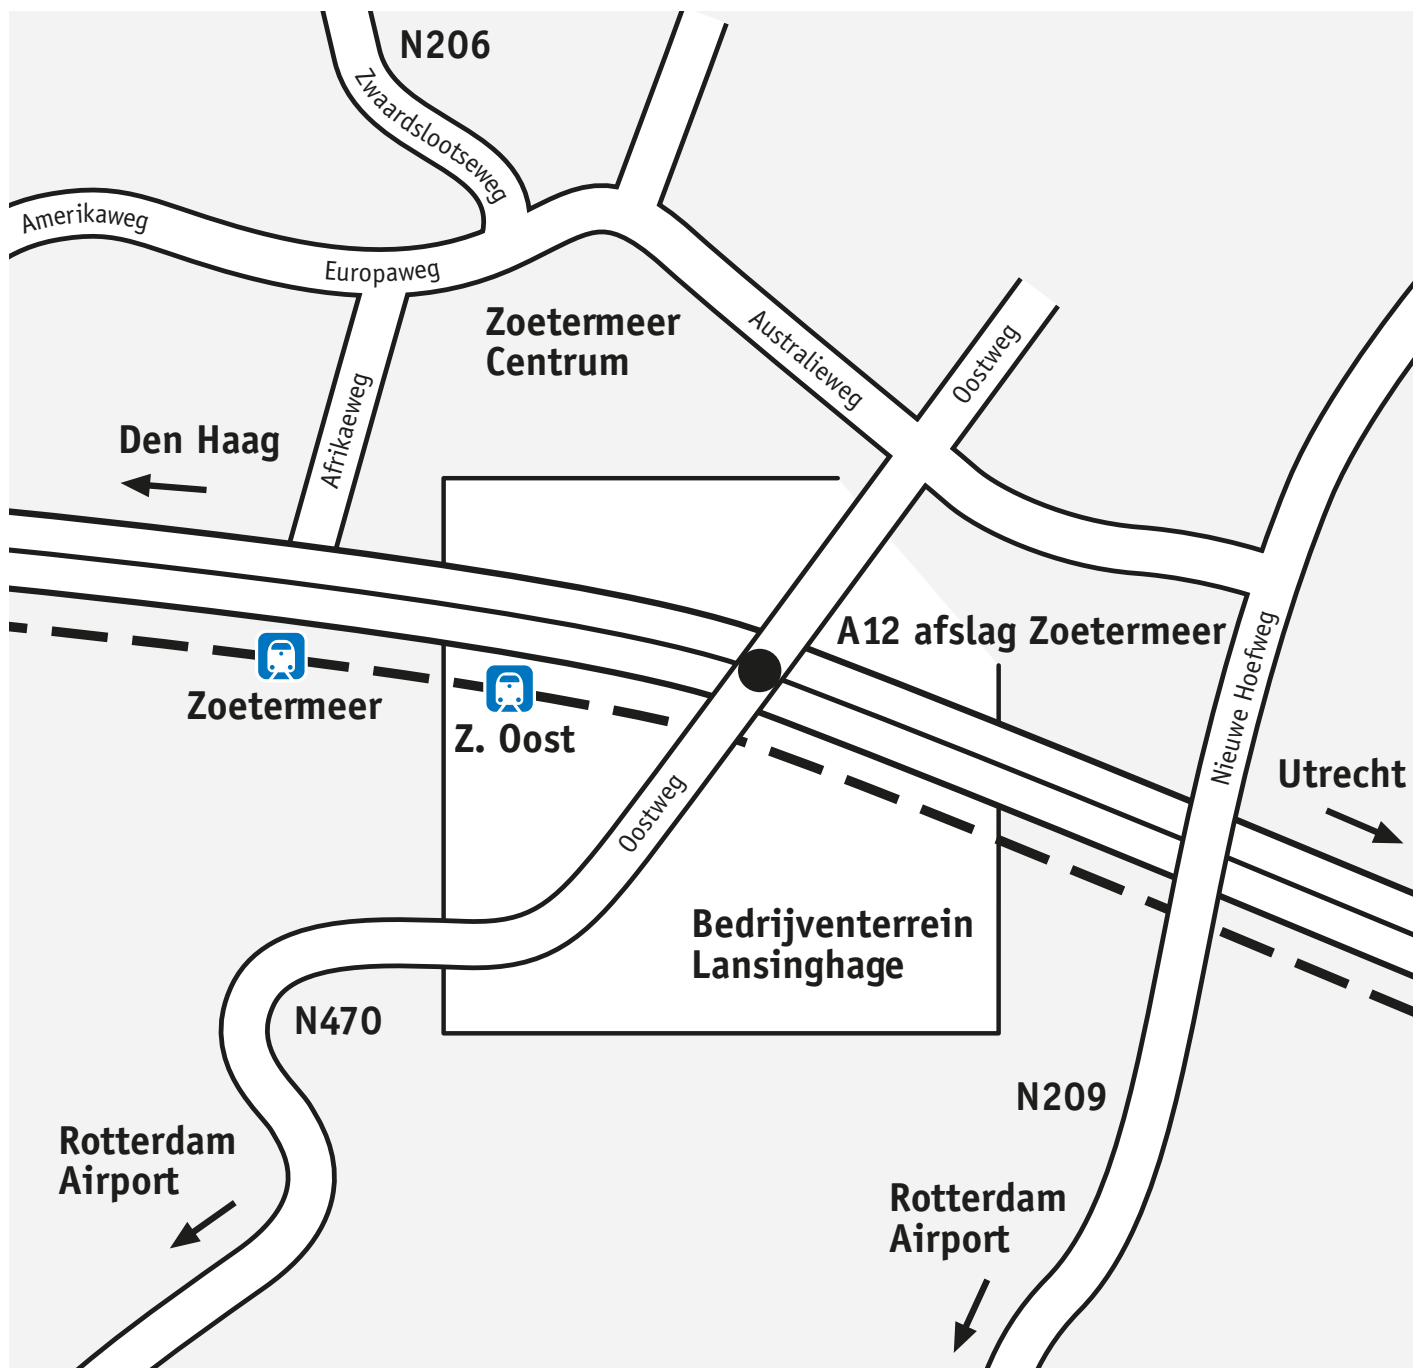 N206
Zwaardslootseweg
Amerikaweg
Europaweg
Zoetermeer
Centrum
Australieweg
Oostweg
Afrikaeweg
Den Haag
A12 afslag Zoetermeer
Nieuwe Hoefweg
Zoetermeer
Z. Oost
Utrecht
Oostweg
Bedrijventerrein
Lansinghage
N470
N209
Rotterdam
Airport
Rotterdam
Airport